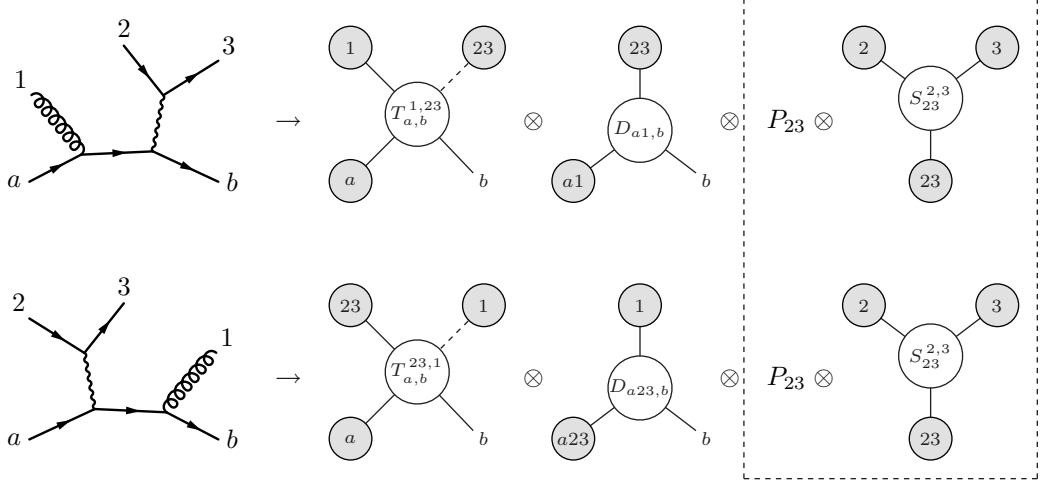 2 3 1 a b → 1 23 T_{a,b}^{1,23} a b ⊗ 23 D_{a1,b} a1 b ⊗ P_{23} ⊗ 2 3 S_{23}^{2,3} 23
2 3 1 a b → 23 1 T_{a,b}^{23,1} a b ⊗ 1 D_{a23,b} a23 b ⊗ P_{23} ⊗ 2 3 S_{23}^{2,3} 23